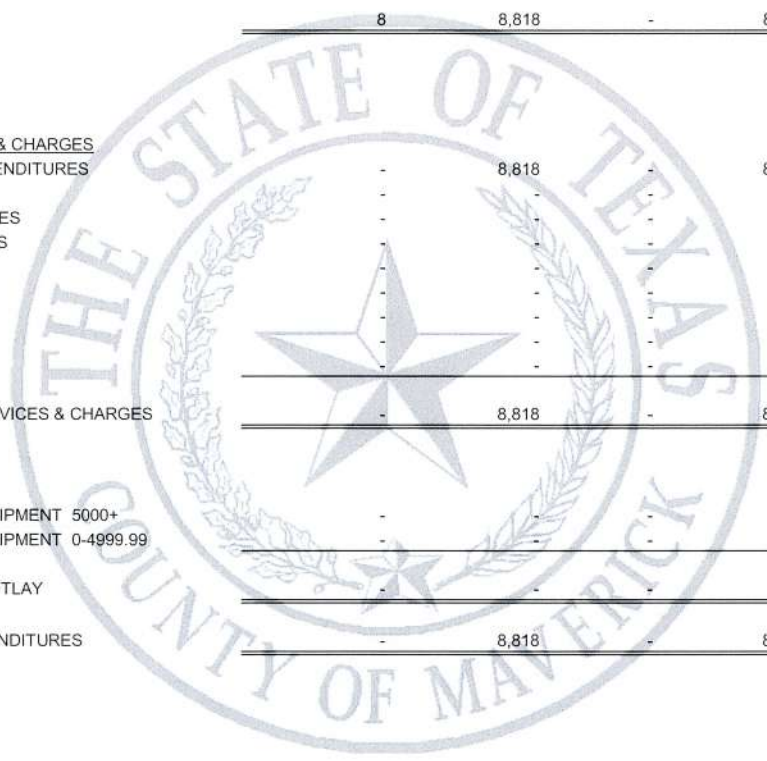 8 8,818 - 8
& CHARGES
ENDITURES - 8,818 - 8
- - -
ES - - -
S - - -
- - -
- - -
- - -
- - -
- - -
VICES & CHARGES - 8,818 - 8
IPMENT 5000+ - - -
IPMENT 0-4999.99 - - -
TLAY - - -
NDITURES - 8,818 - 8
THE STATE OF TEXAS
COUNTY OF MAVERICK